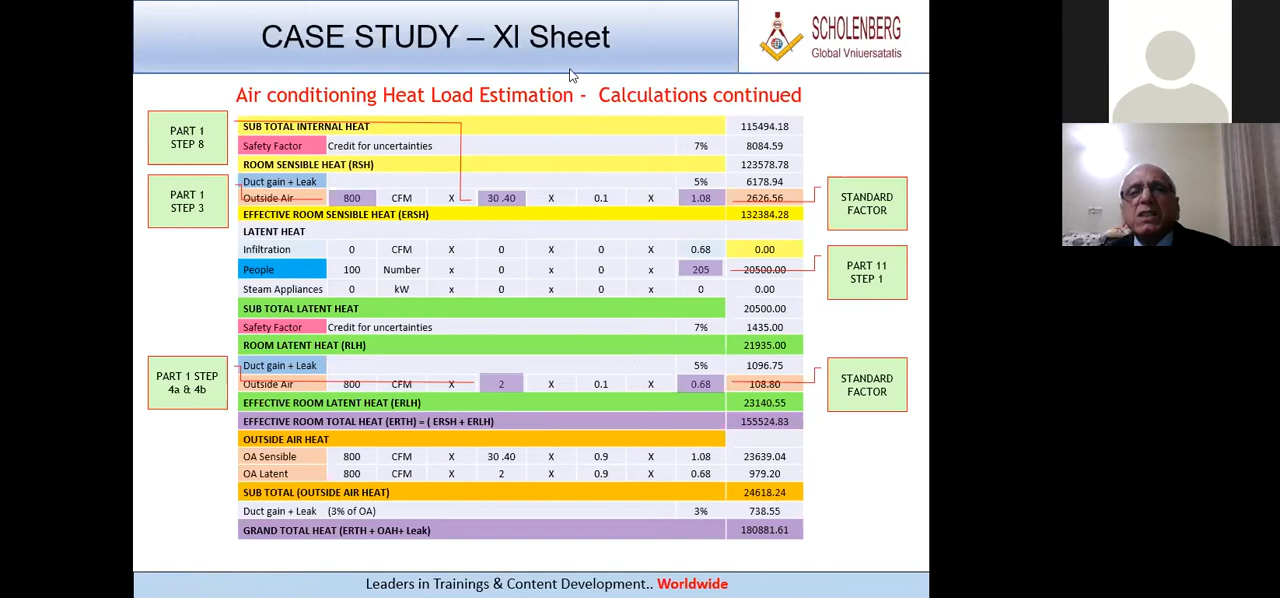 CASE STUDY – Xl Sheet
SCHOLENBERG
Global Vniuersatatis
Air conditioning Heat Load Estimation - Calculations continued
PART 1
STEP 8
PART 1
STEP 3
PART 1 STEP
4a & 4b
SUB TOTAL INTERNAL HEAT 115494.18
Safety Factor Credit for uncertainties 7% 8084.59
ROOM SENSIBLE HEAT (RSH) 123578.78
Duct gain + Leak 5% 6178.94
Outside Air 800 CFM X 30 .40 X 0.1 X 1.08 2626.56
EFFECTIVE ROOM SENSIBLE HEAT (ERSH) 132384.28
LATENT HEAT
Infiltration 0 CFM X 0 X 0 X 0.68 0.00
People 100 Number x 0 x 0 x 205 20500.00
Steam Appliances 0 kW x 0 x 0 x 0 0.00
SUB TOTAL LATENT HEAT 20500.00
Safety Factor Credit for uncertainties 7% 1435.00
ROOM LATENT HEAT (RLH) 21935.00
Duct gain + Leak 5% 1096.75
Outside Air 800 CFM X 2 X 0.1 X 0.68 108.80
EFFECTIVE ROOM LATENT HEAT (ERLH) 23140.55
EFFECTIVE ROOM TOTAL HEAT (ERTH) = ( ERSH + ERLH) 155524.83
OUTSIDE AIR HEAT
OA Sensible 800 CFM X 30 .40 X 0.9 X 1.08 23639.04
OA Latent 800 CFM X 2 X 0.9 X 0.68 979.20
SUB TOTAL (OUTSIDE AIR HEAT) 24618.24
Duct gain + Leak (3% of OA) 3% 738.55
GRAND TOTAL HEAT (ERTH + OAH+ Leak) 180881.61
STANDARD
FACTOR
PART 11
STEP 1
STANDARD
FACTOR
Leaders in Trainings & Content Development.. Worldwide